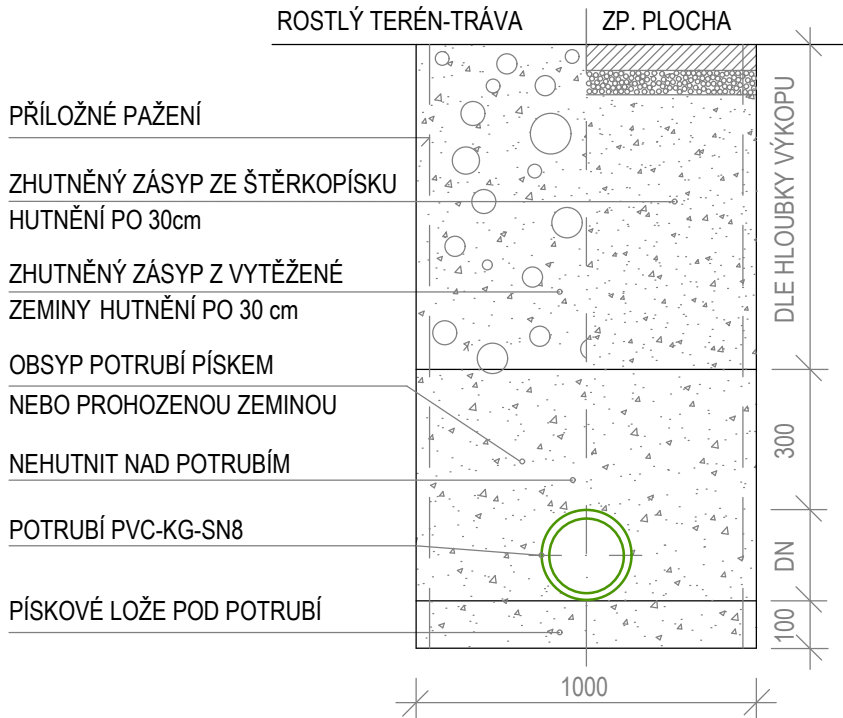 ROSTLÝ TERÉN-TRÁVA
ZP. PLOCHA
PŘÍLOŽNÉ PAŽENÍ
ZHUTNĚNÝ ZÁSYP ZE ŠTĚRKOPÍSKU
HUTNĚNÍ PO 30cm
ZHUTNĚNÝ ZÁSYP Z VYTĚŽENÉ
ZEMINY HUTNĚNÍ PO 30 cm
OBSYP POTRUBÍ PÍSKEM
NEBO PROHOZENOU ZEMINOU
NEHUTNIT NAD POTRUBÍM
POTRUBÍ PVC-KG-SN8
PÍSKOVÉ LOŽE POD POTRUBÍ
DLE HLOUBKY VÝKOPU
300
DN
100
1000